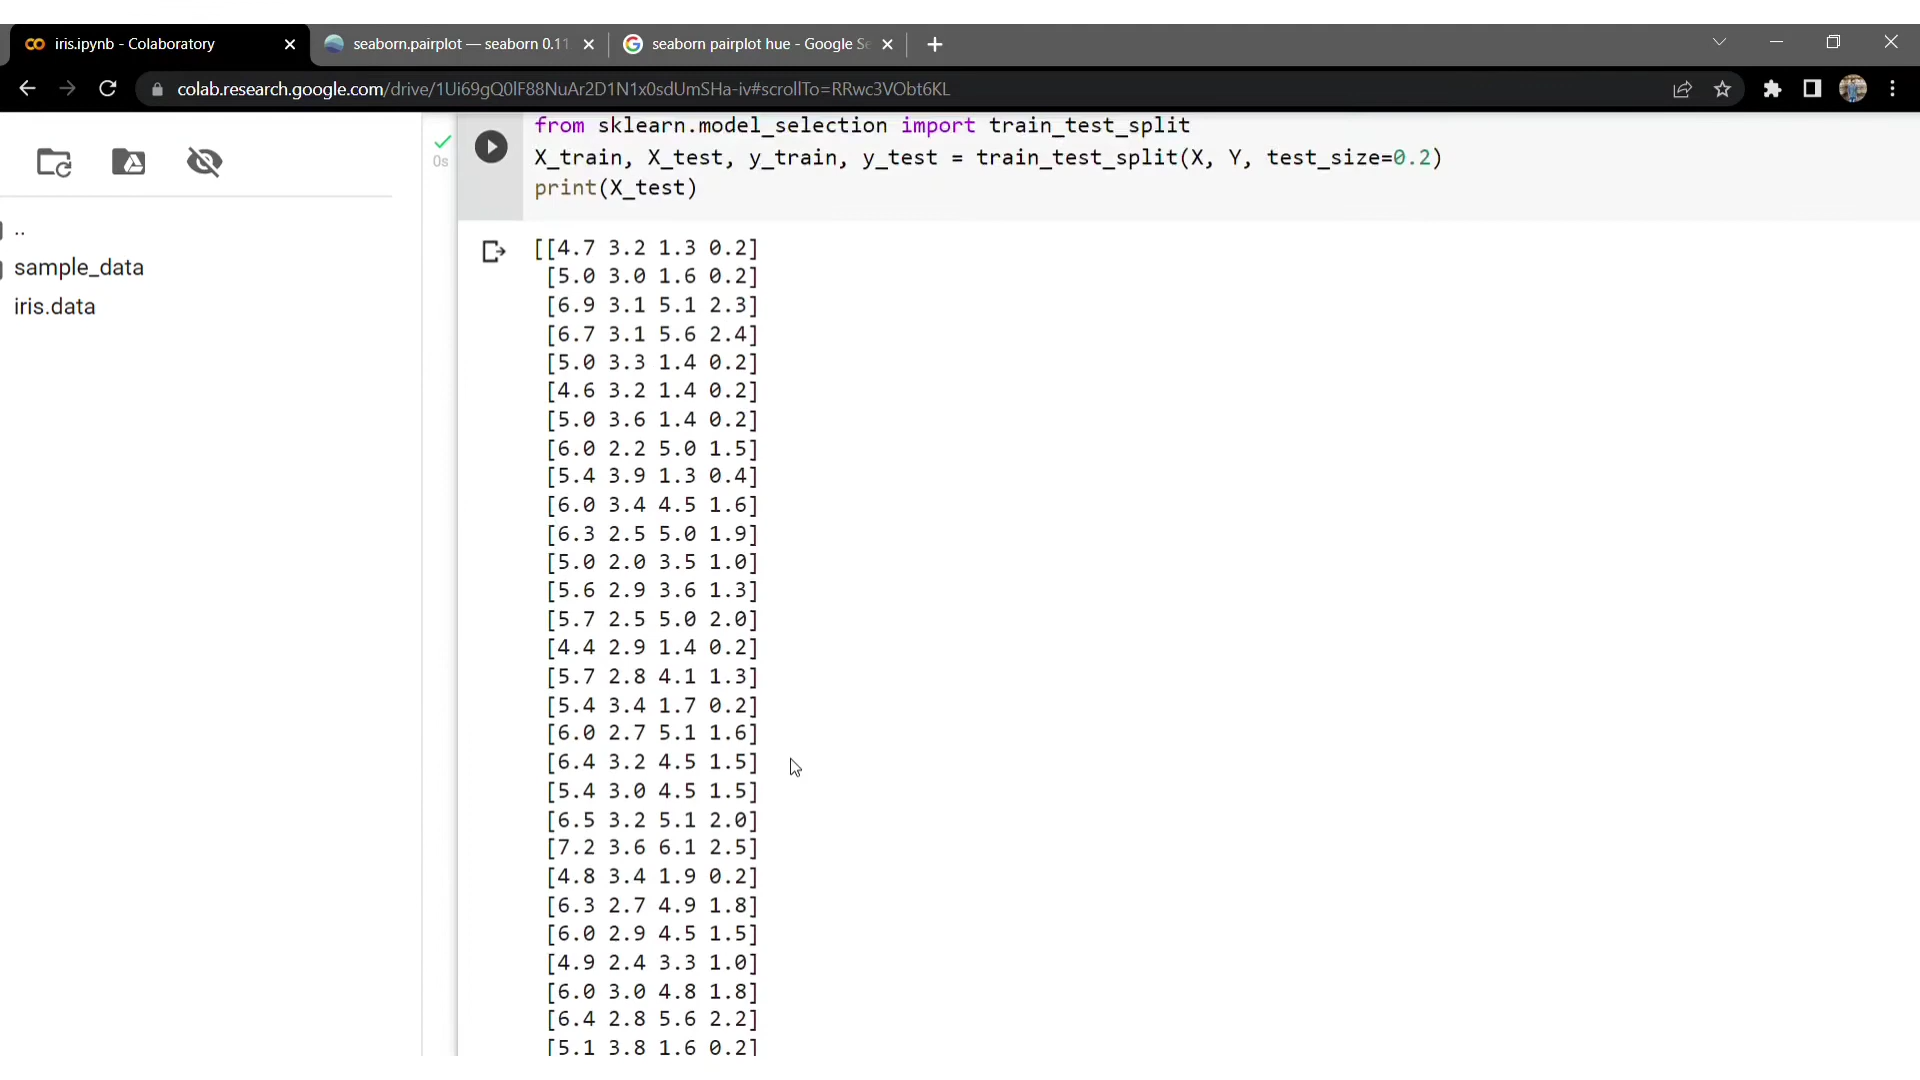 iris.ipynb - Colaboratory
seaborn.pairplot — seaborn 0.11
seaborn pairplot hue - Google Se
colab.research.google.com/drive/1Ui69gQ0lF88NuAr2D1N1x0sdUmSHa-iv#scrollTo=RRwc3VObt6KL
from sklearn.model_selection import train_test_split
0s
X_train, X_test, y_train, y_test = train_test_split(X, Y, test_size=0.2)
print(X_test)
..
sample_data
iris.data
[[4.7 3.2 1.3 0.2]
[5.0 3.0 1.6 0.2]
[6.9 3.1 5.1 2.3]
[6.7 3.1 5.6 2.4]
[5.0 3.3 1.4 0.2]
[4.6 3.2 1.4 0.2]
[5.0 3.6 1.4 0.2]
[6.0 2.2 5.0 1.5]
[5.4 3.9 1.3 0.4]
[6.0 3.4 4.5 1.6]
[6.3 2.5 5.0 1.9]
[5.0 2.0 3.5 1.0]
[5.6 2.9 3.6 1.3]
[5.7 2.5 5.0 2.0]
[4.4 2.9 1.4 0.2]
[5.7 2.8 4.1 1.3]
[5.4 3.4 1.7 0.2]
[6.0 2.7 5.1 1.6]
[6.4 3.2 4.5 1.5]
[5.4 3.0 4.5 1.5]
[6.5 3.2 5.1 2.0]
[7.2 3.6 6.1 2.5]
[4.8 3.4 1.9 0.2]
[6.3 2.7 4.9 1.8]
[6.0 2.9 4.5 1.5]
[4.9 2.4 3.3 1.0]
[6.0 3.0 4.8 1.8]
[6.4 2.8 5.6 2.2]
[5.1 3.8 1.6 0.2]